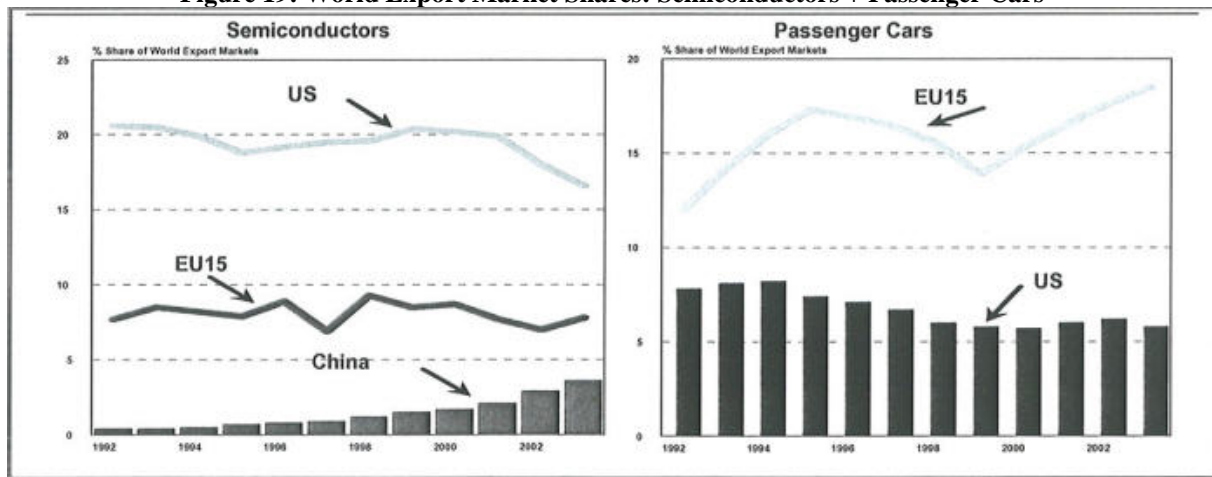 Figure 19: World Export Market Shares: Semiconductors + Passenger Cars
Semiconductors
% Share of World Export Markets
25
20
15
10
5
0
US
EU15
China
1992 1994 1996 1998 2000 2002
Passenger Cars
% Share of World Export Markets
20
15
10
5
0
EU15
US
1992 1994 1996 1998 2000 2002